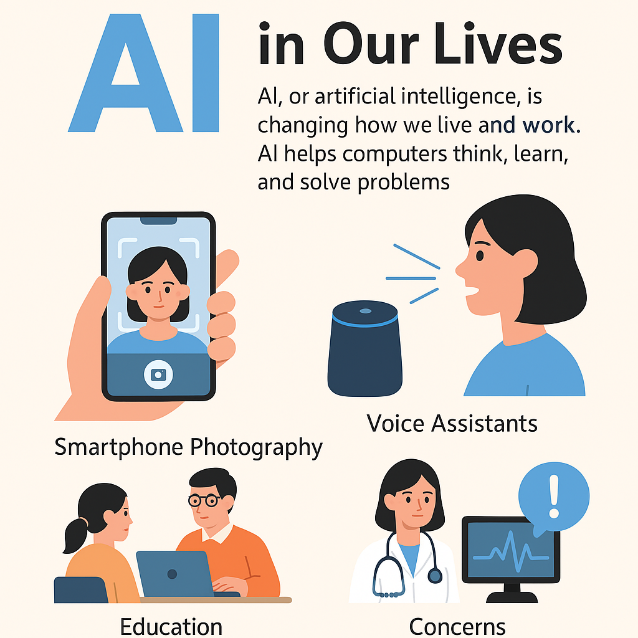 AI in Our Lives
AI, or artificial intelligence, is
changing how we live and work.
AI helps computers think, learn,
and solve problems
Smartphone Photography
Voice Assistants
Education
Concerns
!